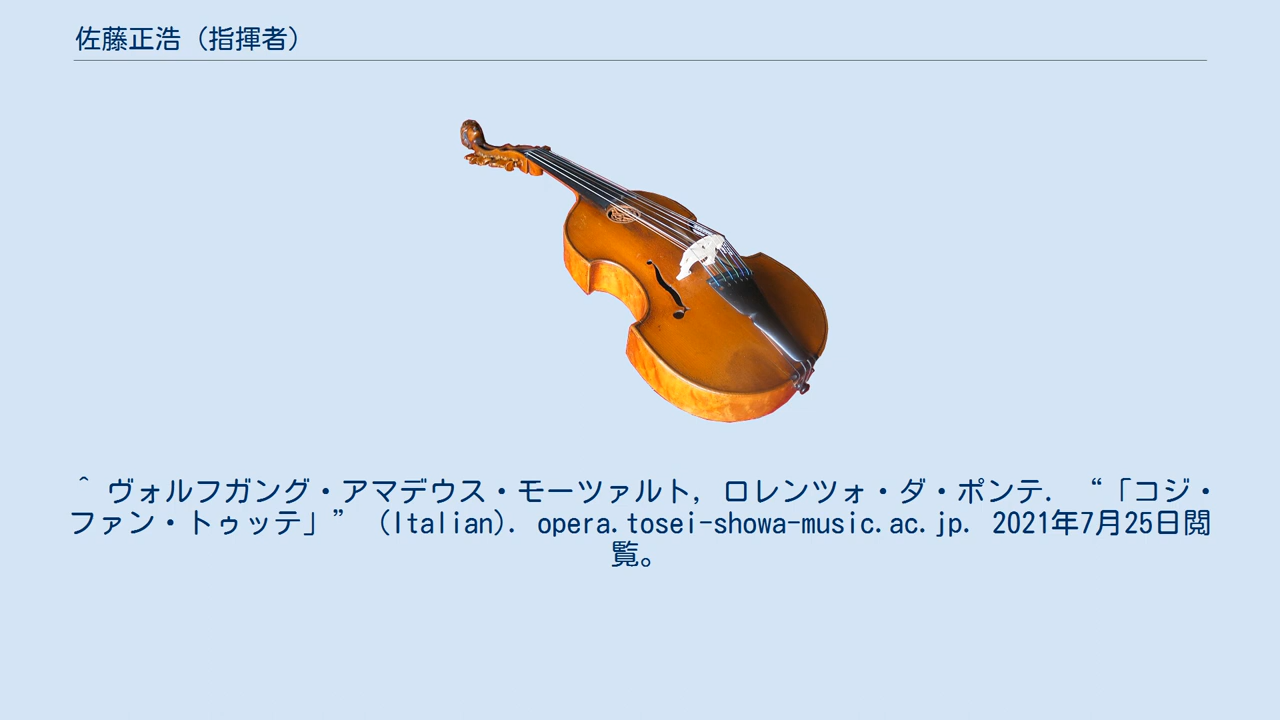 佐藤正浩（指揮者）
^ ヴォルフガング・アマデウス・モーツァルト, ロレンツォ・ダ・ポンテ. “「コジ・
ファン・トゥッテ」” (Italian). opera.tosei-showa-music.ac.jp. 2021年7月25日閲
覧。